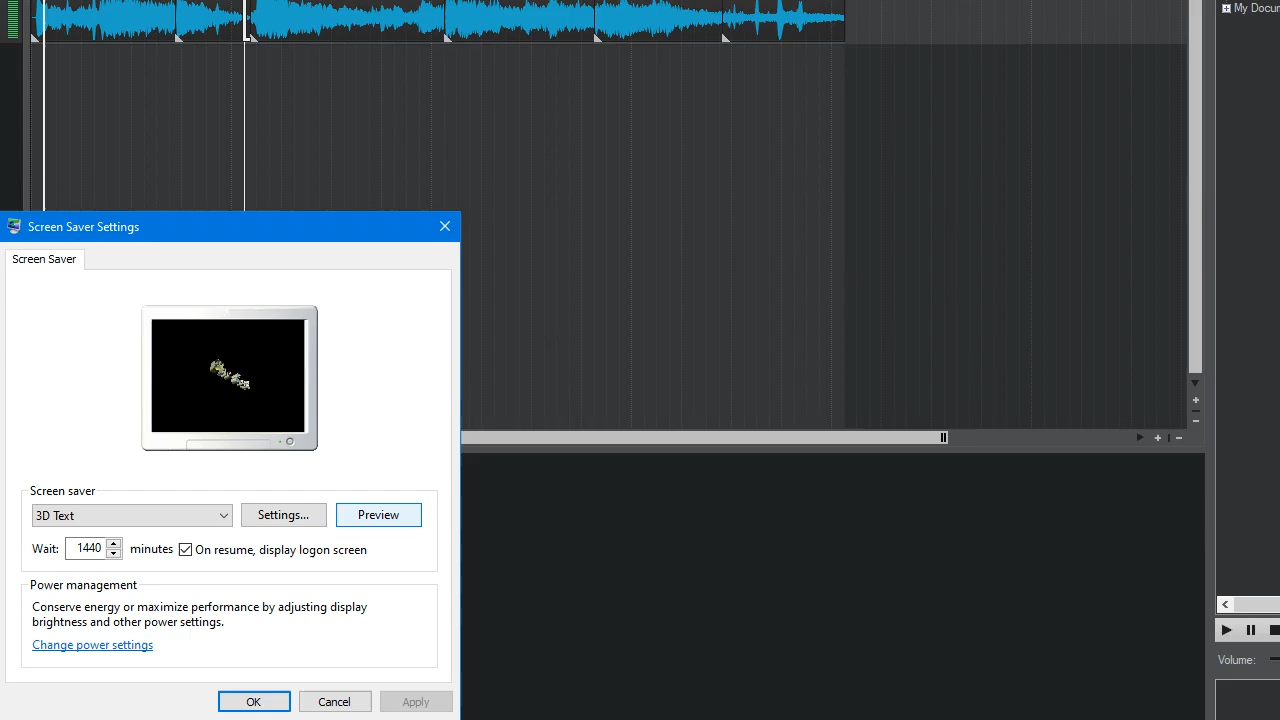 My Docum
Screen Saver Settings
Screen Saver
Screen saver
3D Text
Settings...
Preview
Wait:
1440
minutes
On resume, display logon screen
Power management
Conserve energy or maximize performance by adjusting display
brightness and other power settings.
Change power settings
Volume:
OK
Cancel
Apply